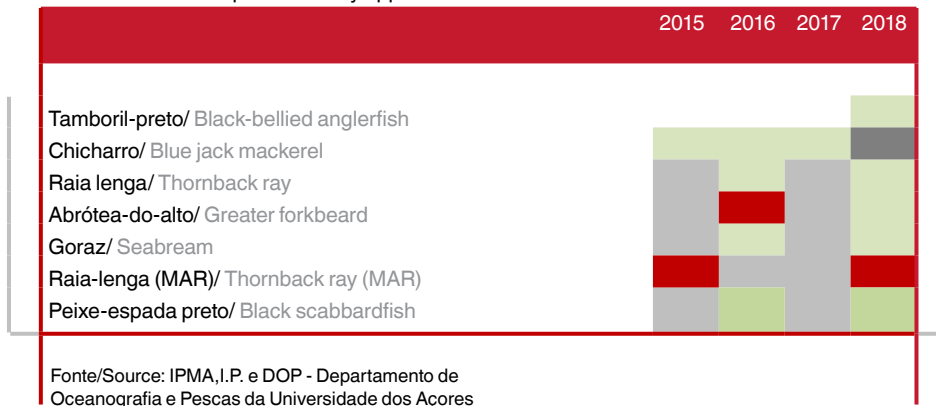 2015 2016 2017 2018
Tamboril-preto/ Black-bellied anglerfish
Chicharro/ Blue jack mackerel
Raia lenga/ Thornback ray
Abrótea-do-alto/ Greater forkbeard
Goraz/ Seabream
Raia-lenga (MAR)/ Thornback ray (MAR)
Peixe-espada preto/ Black scabbardfish
Fonte/Source: IPMA,I.P. e DOP - Departamento de
Oceanografia e Pescas da Universidade dos Açores